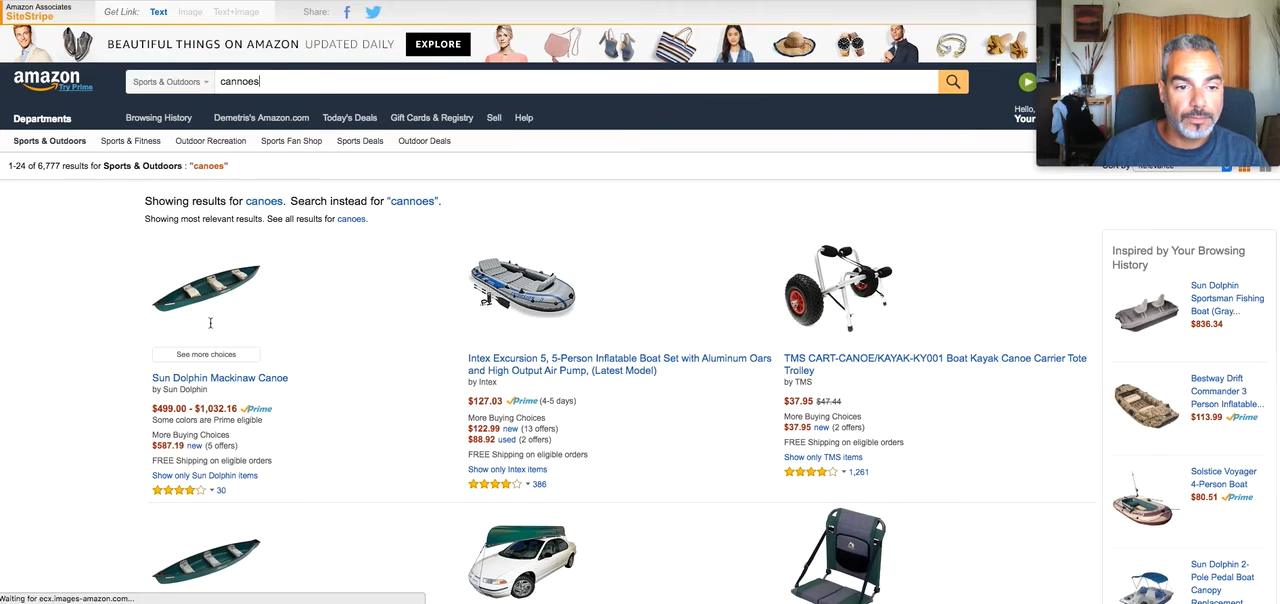 Amazon Associates
SiteStripe
Get Link: Text Image Text+Image Share:
BEAUTIFUL THINGS ON AMAZON UPDATED DAILY EXPLORE
amazon
Try Prime
Sports & Outdoors
cannoes
Hello,
Your
Departments
Browsing History Demetris's Amazon.com Today's Deals Gift Cards & Registry Sell Help
Sports & Outdoors Sports & Fitness Outdoor Recreation Sports Fan Shop Sports Deals Outdoor Deals
1-24 of 6,777 results for Sports & Outdoors : "canoes"
Sort by Relevance
Showing results for canoes. Search instead for "cannoes".
Showing most relevant results. See all results for canoes.
See more choices
Sun Dolphin Mackinaw Canoe
by Sun Dolphin
$499.00 - $1,032.16 Prime
Some colors are Prime eligible
More Buying Choices
$587.19 new (5 offers)
FREE Shipping on eligible orders
Show only Sun Dolphin items
30
Intex Excursion 5, 5-Person Inflatable Boat Set with Aluminum Oars
and High Output Air Pump, (Latest Model)
by Intex
$127.03 Prime (4-5 days)
More Buying Choices
$122.99 new (13 offers)
$88.92 used (2 offers)
FREE Shipping on eligible orders
Show only Intex items
386
TMS CART-CANOE/KAYAK-KY001 Boat Kayak Canoe Carrier Tote
Trolley
by TMS
$37.95 $47.44
More Buying Choices
$37.95 new (2 offers)
FREE Shipping on eligible orders
Show only TMS items
1,261
Inspired by Your Browsing
History
Sun Dolphin
Sportsman Fishing
Boat (Gray...
$836.34
Bestway Drift
Commander 3
Person Inflatable...
$113.99 Prime
Solstice Voyager
4-Person Boat
$80.51 Prime
Sun Dolphin 2-
Pole Pedal Boat
Canopy
Replacement
Waiting for ecx.images-amazon.com...